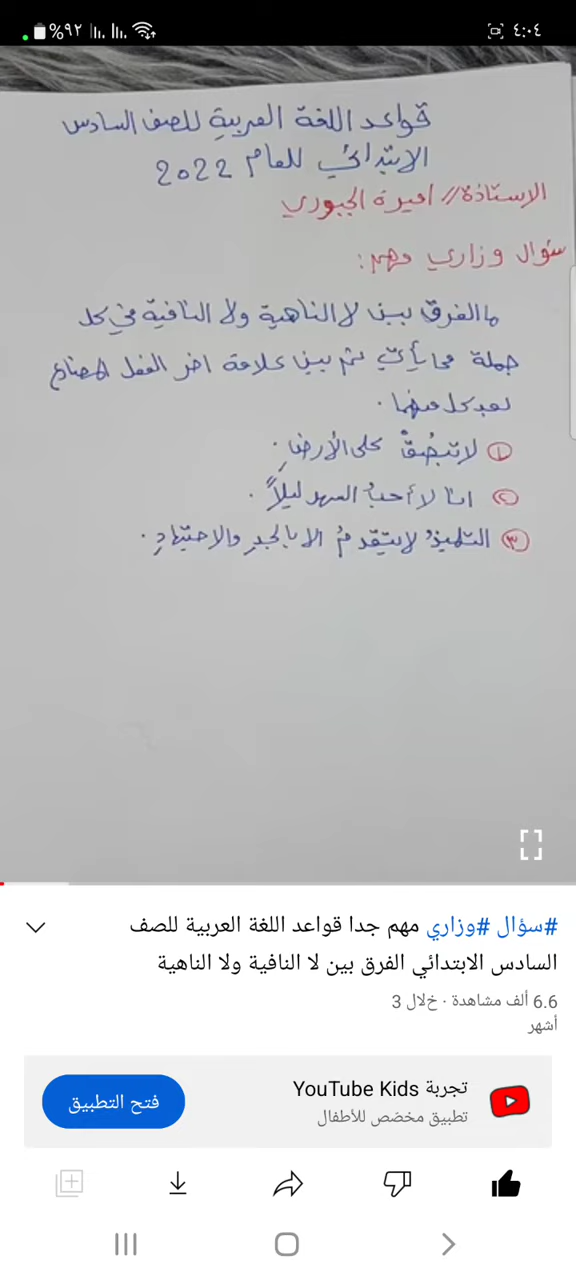 %٩٢
٤:٠٤
قواعد اللغة العربية للصف السادس
الابتدائي للعام 2022
الاستاذة// اميرة الجبوري
سؤال وزاري مهم:
ما الفرق بين لا الناهية ولا النافية في كل
جملة مما يأتي ثم بين علامة اخر الفعل المضارع
بعد كل منهما.
① لا تبصُقْ على الأرضِ.
② انا لا أحبُ السهر ليلاً.
③ التلميذُ لا يتقدمُ الا بالجدِ والاجتهادِ.
#سؤال #وزاري مهم جدا قواعد اللغة العربية للصف
السادس الابتدائي الفرق بين لا النافية ولا الناهية
6.6 ألف مشاهدة · خلال 3
أشهر
تجربة YouTube Kids
تطبيق مخصص للأطفال
فتح التطبيق